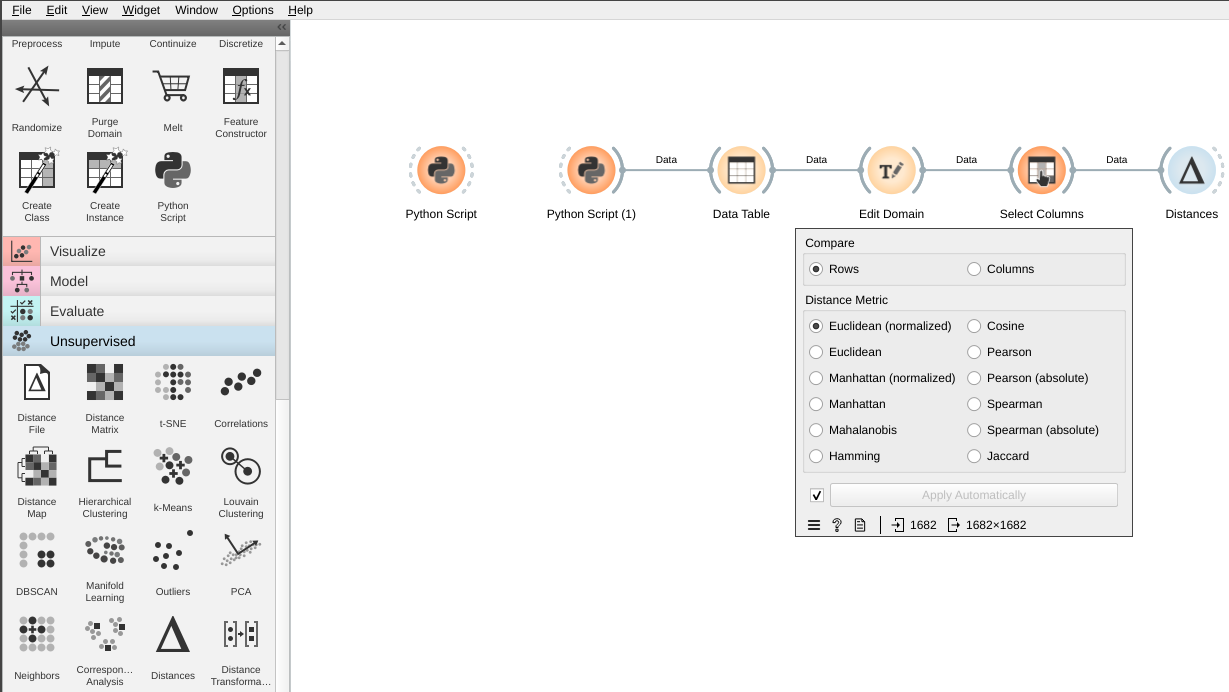 File Edit View Widget Window Options Help
Preprocess Impute Continuize Discretize
Randomize Purge Domain Melt Feature Constructor
Create Class Create Instance Python Script
Visualize
Model
Evaluate
Unsupervised
Distance File Distance Matrix t-SNE Correlations
Distance Map Hierarchical Clustering k-Means Louvain Clustering
DBSCAN Manifold Learning Outliers PCA
Neighbors Correspon... Analysis Distances Distance Transforma...
Data Data Data Data
Python Script Python Script (1) Data Table Edit Domain Select Columns Distances
Compare
Rows Columns
Distance Metric
Euclidean (normalized) Cosine
Euclidean Pearson
Manhattan (normalized) Pearson (absolute)
Manhattan Spearman
Mahalanobis Spearman (absolute)
Hamming Jaccard
Apply Automatically
1682 1682×1682